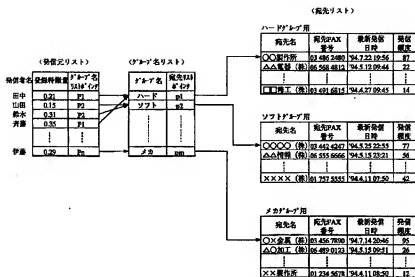 (宛先リスト)
ハードグループ用
(発信元リスト) (グループ名リスト)
宛先名 宛先FAX番号 最新発信日時 発信頻度
〇〇製作所 03 486 2480 '94.7.22 19:56 87
△△電器 (株) 06 568 4812 '94.5.12 09:44 22
□□精工 (株) 03 491 6815 '94.4.27 09:45 14
発信者名 登録枠数量 グループ名リストポインタ
グループ名 宛先リストポインタ
田中 0.21 P1
山田 0.15 P2
鈴木 0.31 P2
斉藤 0.35 P1
伊藤 0.29 Pn
ハード p1
ソフト p2
メカ pm
ソフトグループ用
宛先名 宛先FAX番号 最新発信日時 発信頻度
〇〇〇〇 (株) 03 442 4247 '94.5.25 22:55 77
△△情報 (株) 06 655 6666 '94.5.15 23:21 56
×××× (株) 01 757 5555 '94.4.11 07:50 42
メカグループ用
宛先名 宛先FAX番号 最新発信日時 発信頻度
〇×金属 (株) 03 456 7890 '94.7.14 20:46 95
△〇加工 (株) 06 489 0123 '94.5.15 09:51 26
××製作所 01 234 5678 '94.4.11 08:50 12